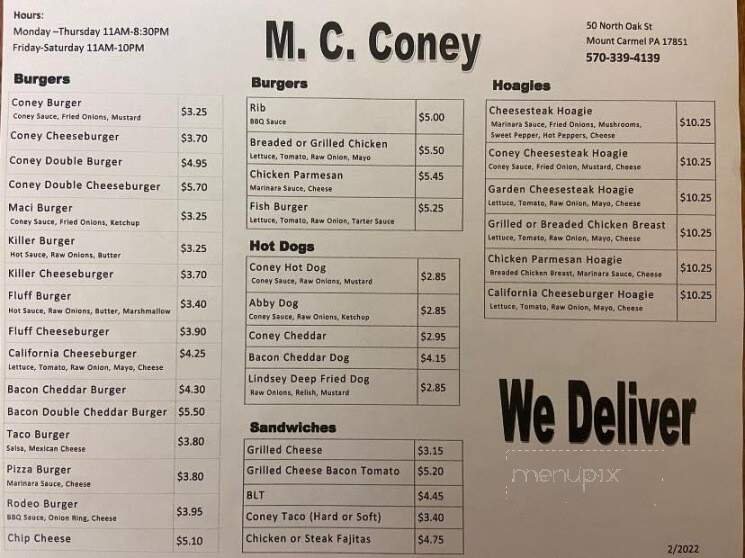 Hours:
Monday –Thursday 11AM-8:30PM
Friday-Saturday 11AM-10PM
M. C. Coney
50 North Oak St
Mount Carmel PA 17851
570-339-4139
Burgers
Coney Burger $3.25
Coney Sauce, Fried Onions, Mustard
Coney Cheeseburger $3.70
Coney Double Burger $4.95
Coney Double Cheeseburger $5.70
Maci Burger $3.25
Coney Sauce, Fried Onions, Ketchup
Killer Burger $3.25
Hot Sauce, Raw Onions, Butter
Killer Cheeseburger $3.70
Fluff Burger $3.40
Hot Sauce, Raw Onions, Butter, Marshmallow
Fluff Cheeseburger $3.90
California Cheeseburger $4.25
Lettuce, Tomato, Raw Onion, Mayo, Cheese
Bacon Cheddar Burger $4.30
Bacon Double Cheddar Burger $5.50
Taco Burger $3.80
Salsa, Mexican Cheese
Pizza Burger $3.80
Marinara Sauce, Cheese
Rodeo Burger $3.95
BBQ Sauce, Onion Ring, Cheese
Chip Cheese $5.10
Burgers
Rib $5.00
BBQ Sauce
Breaded or Grilled Chicken $5.50
Lettuce, Tomato, Raw Onion, Mayo
Chicken Parmesan $5.45
Marinara Sauce, Cheese
Fish Burger $5.25
Lettuce, Tomato, Raw Onion, Tarter Sauce
Hot Dogs
Coney Hot Dog $2.85
Coney Sauce, Raw Onions, Mustard
Abby Dog $2.85
Coney Sauce, Raw Onions, Ketchup
Coney Cheddar $2.95
Bacon Cheddar Dog $4.15
Lindsey Deep Fried Dog $2.85
Raw Onions, Relish, Mustard
Sandwiches
Grilled Cheese $3.15
Grilled Cheese Bacon Tomato $5.20
BLT $4.45
Coney Taco (Hard or Soft) $3.40
Chicken or Steak Fajitas $4.75
Hoagies
Cheesesteak Hoagie $10.25
Marinara Sauce, Fried Onions, Mushrooms,
Sweet Pepper, Hot Peppers, Cheese
Coney Cheesesteak Hoagie $10.25
Coney Sauce, Fried Onion, Mustard, Cheese
Garden Cheesesteak Hoagie $10.25
Lettuce, Tomato, Raw Onion, Mayo, Cheese
Grilled or Breaded Chicken Breast $10.25
Lettuce, Tomato, Raw Onion, Mayo, Cheese
Chicken Parmesan Hoagie $10.25
Breaded Chicken Breast, Marinara Sauce, Cheese
California Cheeseburger Hoagie $10.25
Lettuce, Tomato, Raw Onion, Mayo, Cheese
We Deliver
menupix
2/2022